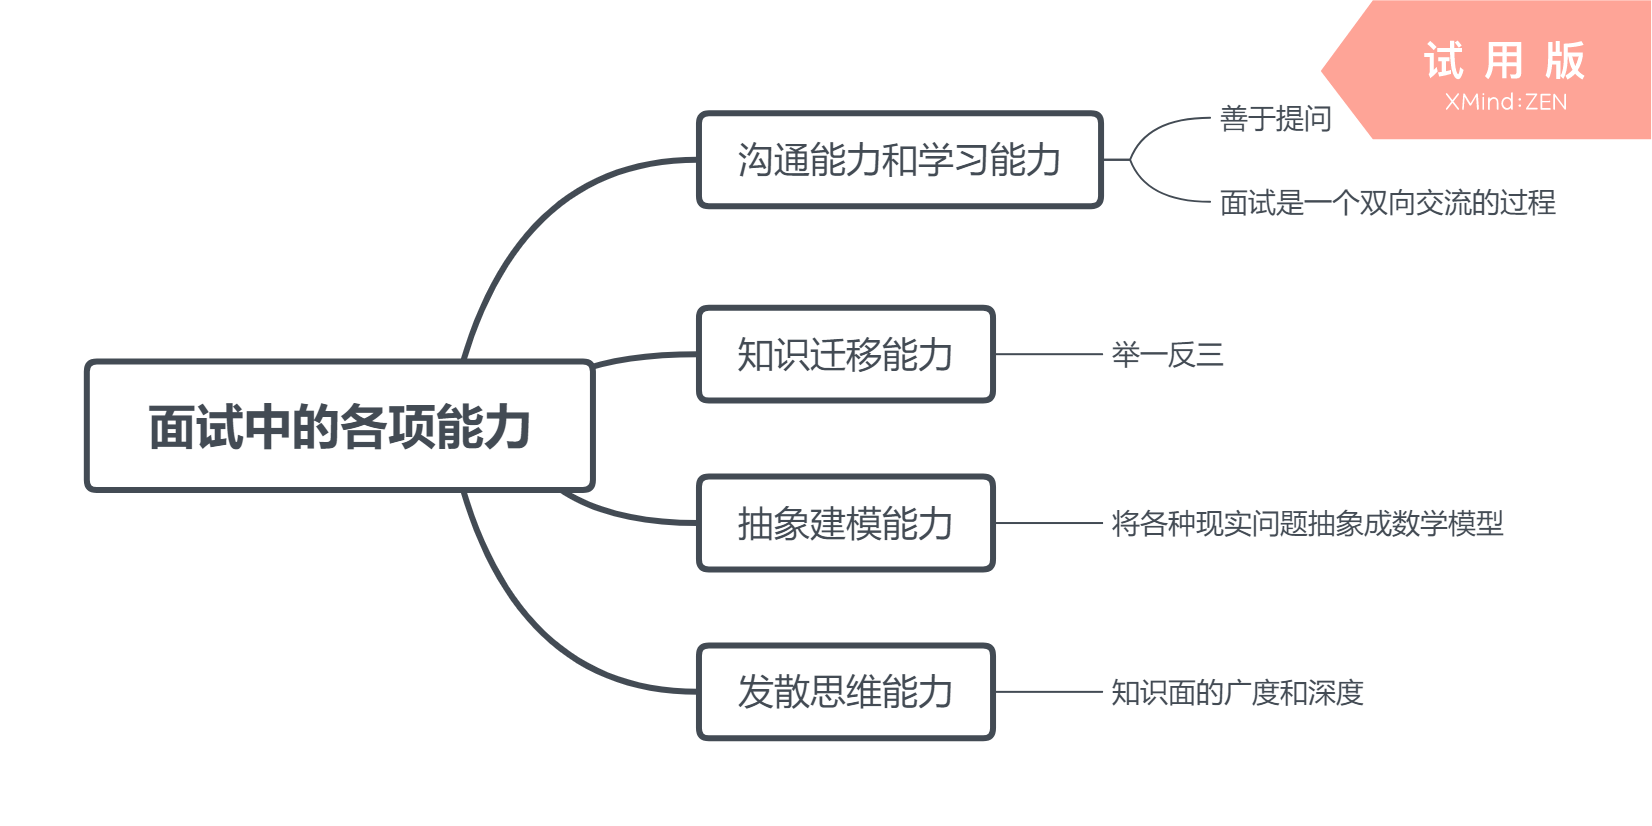 试用版
XMind:ZEN
面试中的各项能力
沟通能力和学习能力
善于提问
面试是一个双向交流的过程
知识迁移能力
举一反三
抽象建模能力
将各种现实问题抽象成数学模型
发散思维能力
知识面的广度和深度